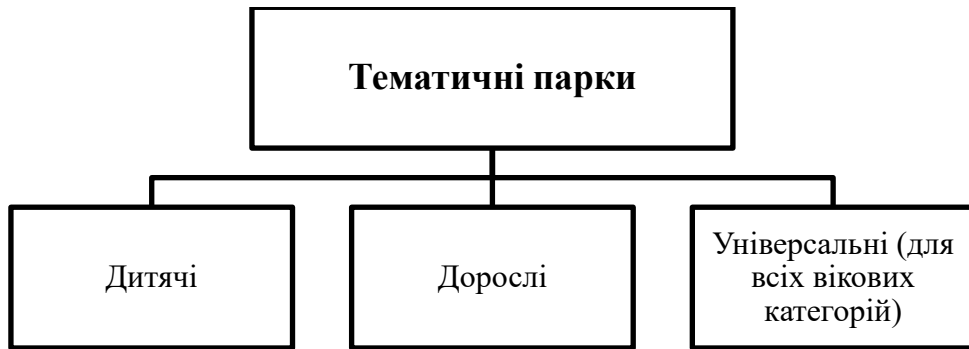 Тематичні парки
Дитячі
Дорослі
Універсальні (для
всіх вікових
категорій)